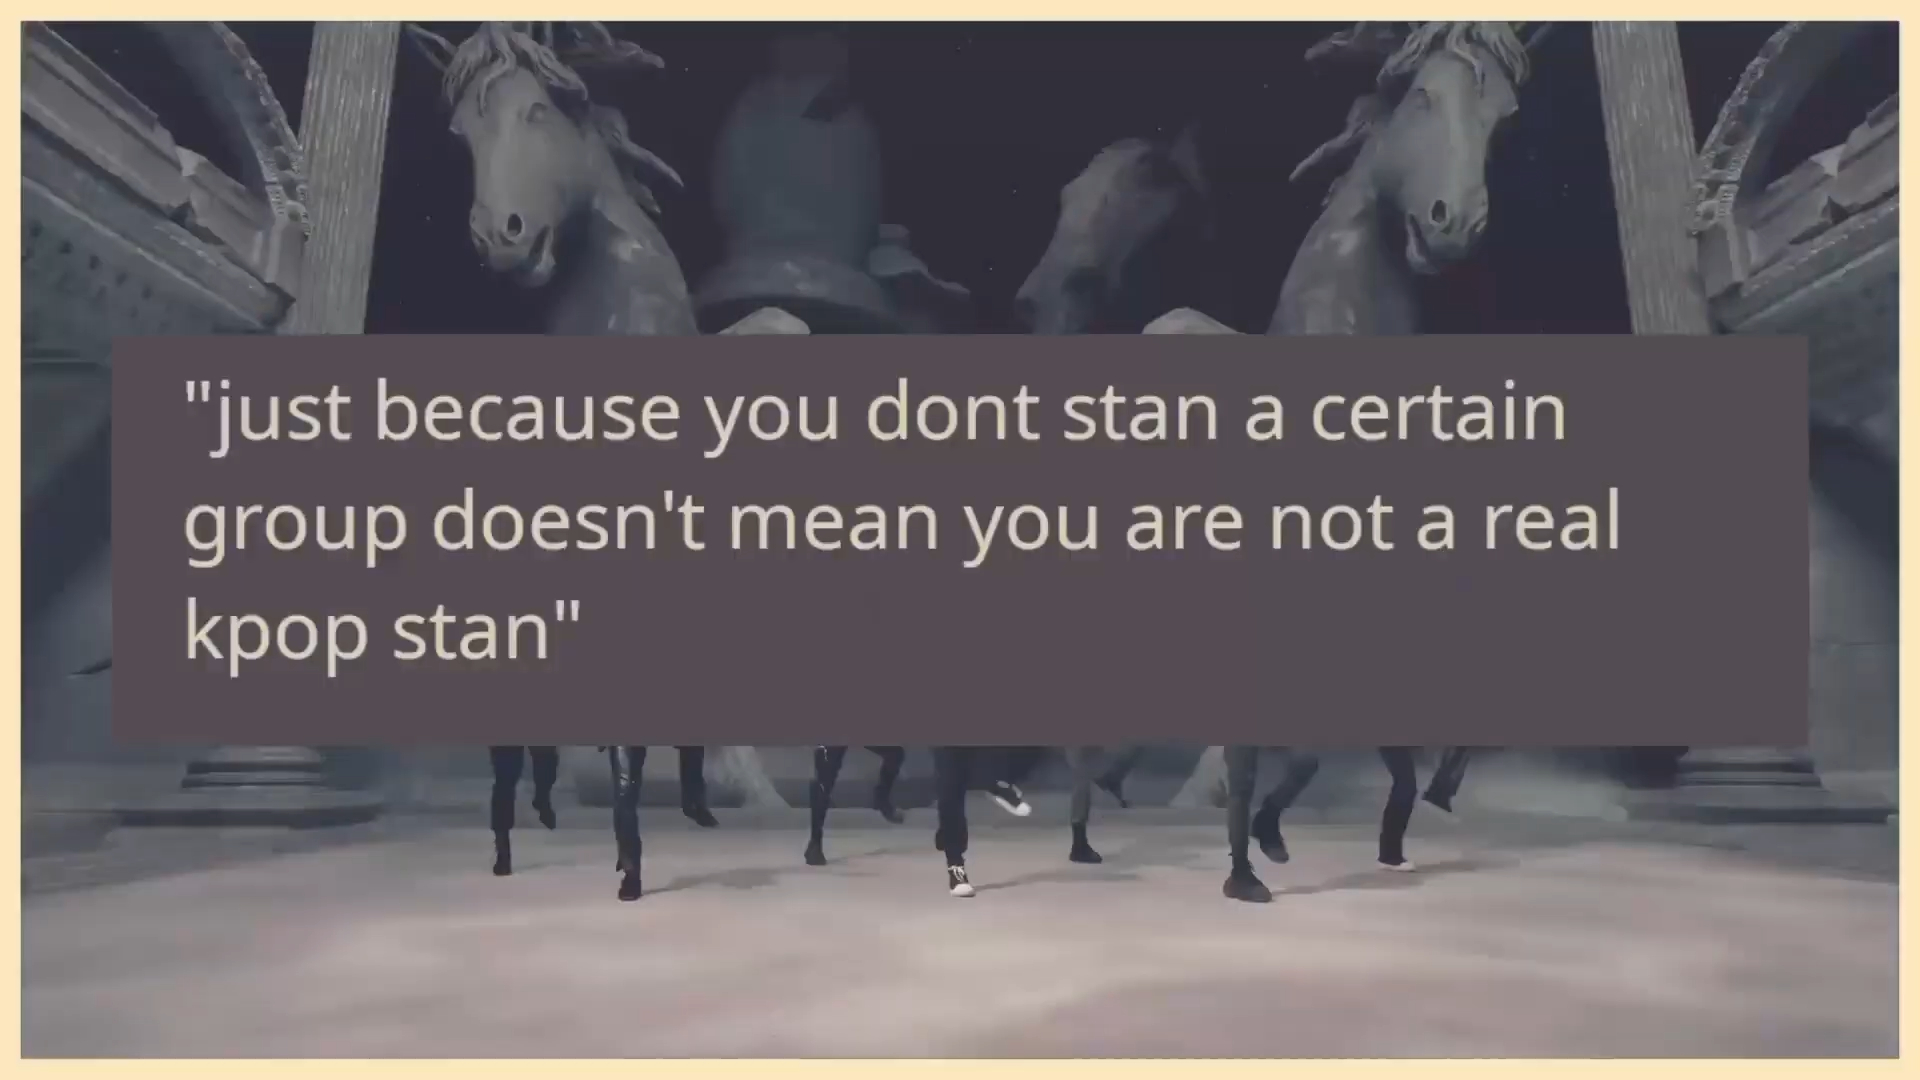 "just because you dont stan a certain
group doesn't mean you are not a real
kpop stan"